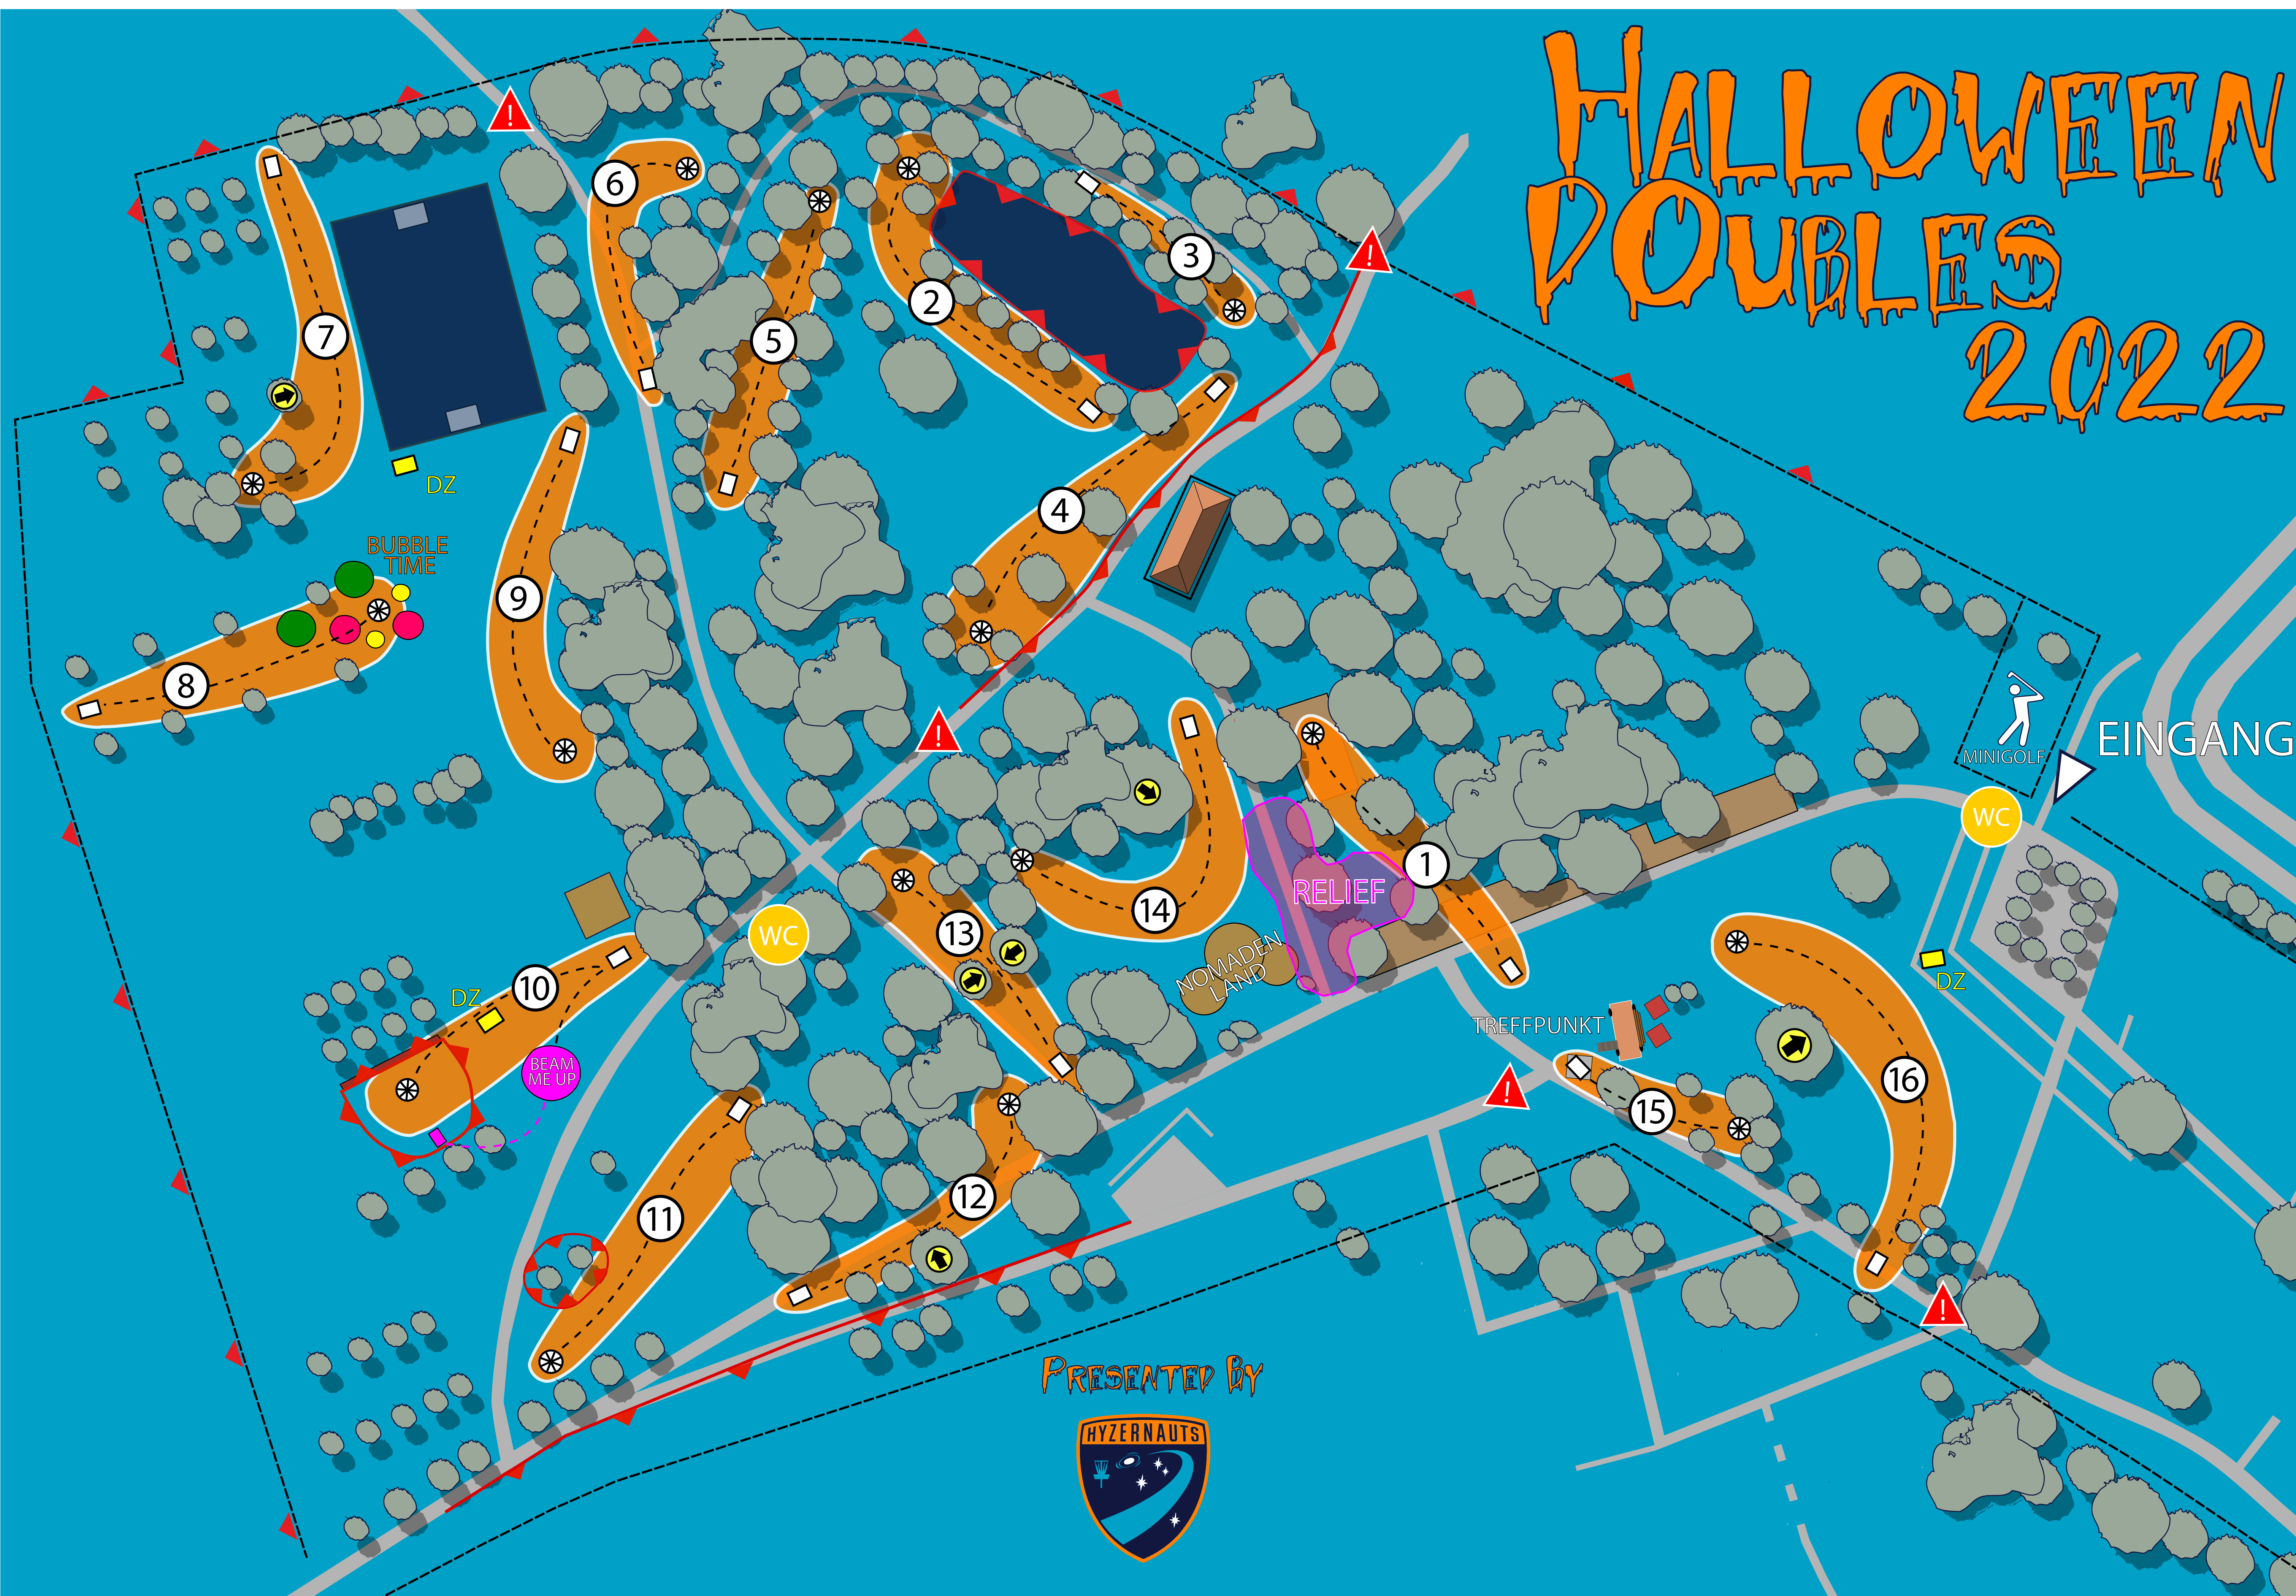 HALLOWEEN
DOUBLES
2022
!
6
!
3
2
7
5
DZ
4
BUBBLE
TIME
9
8
!
MINIGOLF
EINGANG
WC
1
RELIEF
14
13
WC
NOMADEN
LAND
10
DZ
DZ
TREFFPUNKT
BEAM
ME UP
16
!
15
12
11
!
PRESENTED BY
HYZERNAUTS